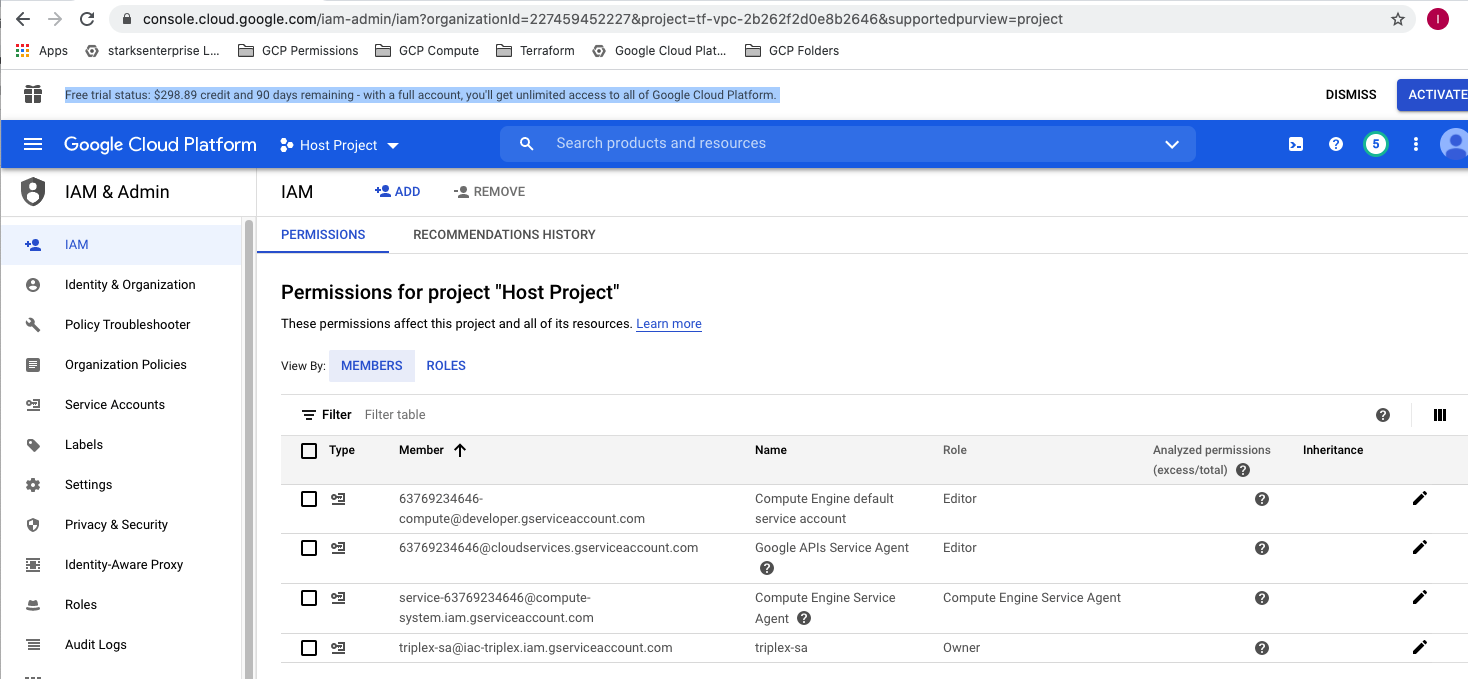 console.cloud.google.com/iam-admin/iam?organizationId=227459452227&project=tf-vpc-2b262f2d0e8b2646&supportedpurview=project
I
Apps starksenterprise L... GCP Permissions GCP Compute Terraform Google Cloud Plat... GCP Folders
Free trial status: $298.89 credit and 90 days remaining - with a full account, you'll get unlimited access to all of Google Cloud Platform.
DISMISS ACTIVATE
Google Cloud Platform Host Project Search products and resources 5
IAM & Admin
IAM
Identity & Organization
Policy Troubleshooter
Organization Policies
Service Accounts
Labels
Settings
Privacy & Security
Identity-Aware Proxy
Roles
Audit Logs
IAM ADD REMOVE
PERMISSIONS RECOMMENDATIONS HISTORY
Permissions for project "Host Project"
These permissions affect this project and all of its resources. Learn more
View By: MEMBERS ROLES
Filter Filter table
Type Member Name Role Analyzed permissions (excess/total) Inheritance
63769234646-
compute@developer.gserviceaccount.com
Compute Engine default
service account
Editor
63769234646@cloudservices.gserviceaccount.com Google APIs Service Agent Editor
service-63769234646@compute-
system.iam.gserviceaccount.com
Compute Engine Service
Agent
Compute Engine Service Agent
triplex-sa@iac-triplex.iam.gserviceaccount.com triplex-sa Owner